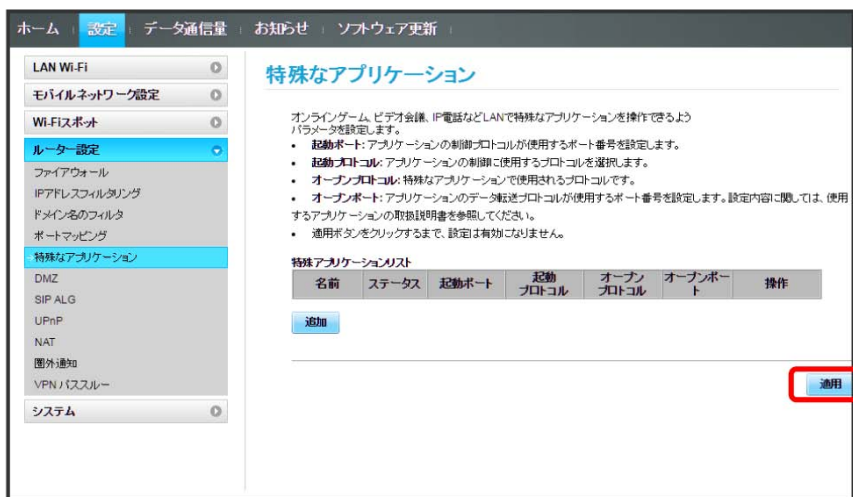 ホーム 設定 データ通信量 お知らせ ソフトウェア更新
LAN Wi-Fi
モバイルネットワーク設定
Wi-Fiスポット
ルーター設定
ファイアウォール
IPアドレスフィルタリング
ドメイン名のフィルタ
ポートマッピング
特殊なアプリケーション
DMZ
SIP ALG
UPnP
NAT
圏外通知
VPN パススルー
システム
特殊なアプリケーション
オンラインゲーム、ビデオ会議、IP電話などLANで特殊なアプリケーションを操作できるよう
パラメータを設定します。
• 起動ポート: アプリケーションの制御プロトコルが使用するポート番号を設定します。
• 起動プロトコル: アプリケーションの制御に使用するプロトコルを選択します。
• オープンプロトコル: 特殊なアプリケーションで使用されるプロトコルです。
• オープンポート: アプリケーションのデータ転送プロトコルが使用するポート番号を設定します。設定内容に関しては、使用
するアプリケーションの取扱説明書を参照してください。
• 適用ボタンをクリックするまで、設定は有効になりません。
特殊アプリケーションリスト
名前 ステータス 起動ポート 起動プロトコル オープンプロトコル オープンポート 操作
追加
適用